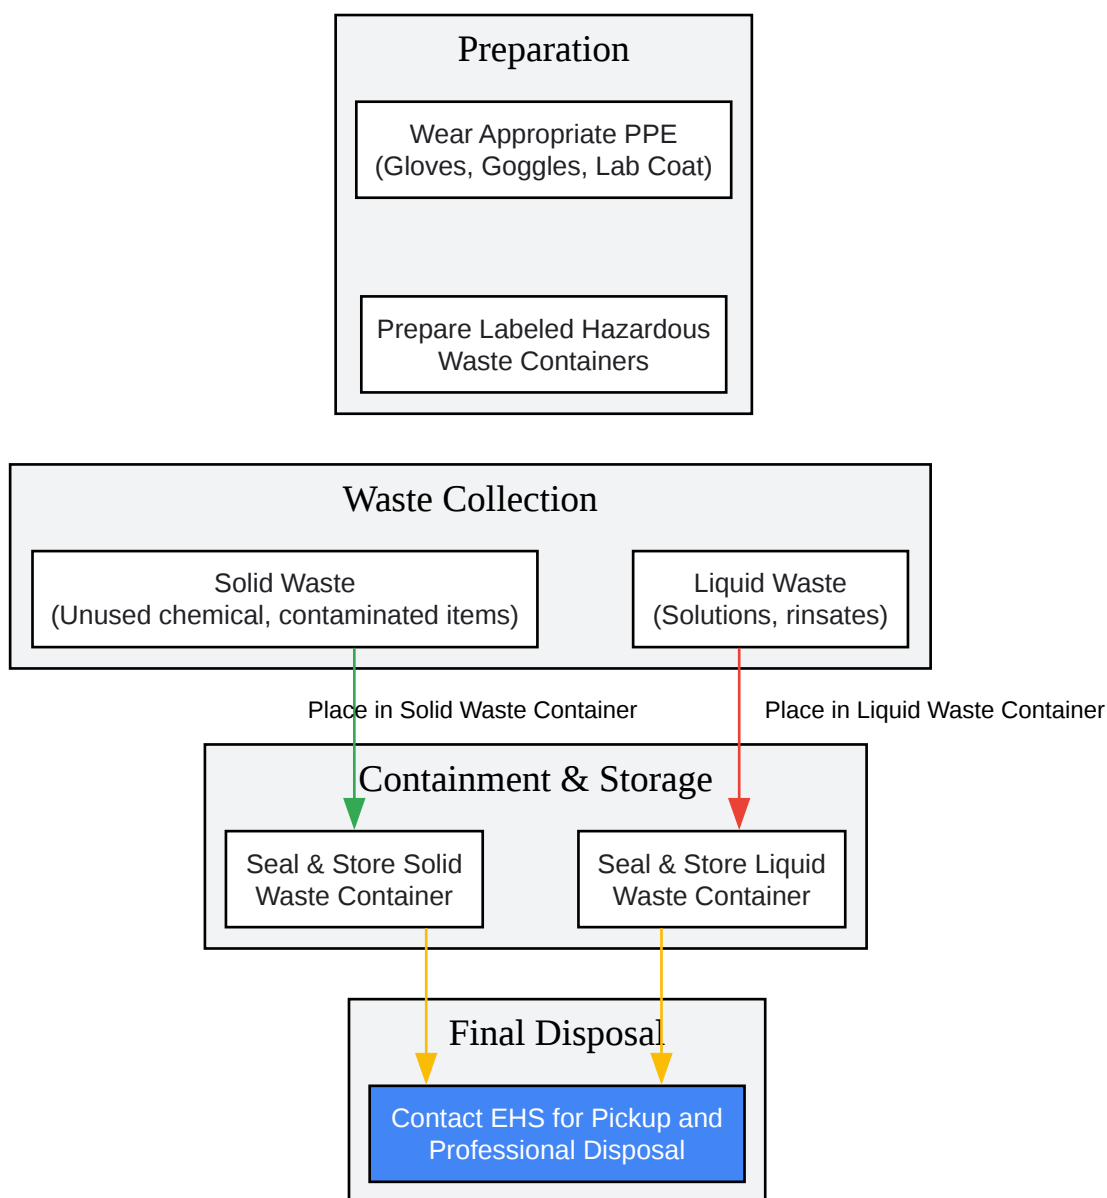 Preparation
Wear Appropriate PPE
(Gloves, Goggles, Lab Coat)
Prepare Labeled Hazardous
Waste Containers
Waste Collection
Solid Waste
(Unused chemical, contaminated items)
Liquid Waste
(Solutions, rinsates)
Place in Solid Waste Container
Place in Liquid Waste Container
Containment & Storage
Seal & Store Solid
Waste Container
Seal & Store Liquid
Waste Container
Final Disposal
Contact EHS for Pickup and
Professional Disposal